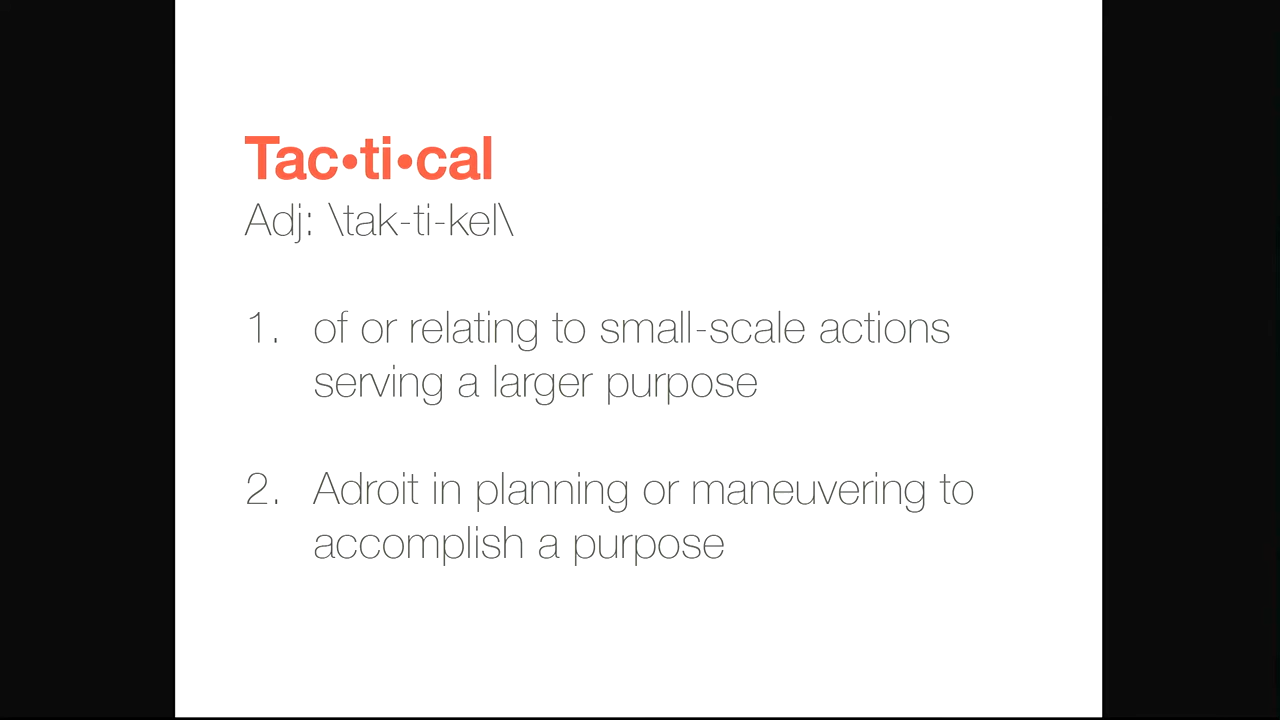 Tac•ti•cal
Adj: \tak-ti-kel\
1. of or relating to small-scale actions
serving a larger purpose
2. Adroit in planning or maneuvering to
accomplish a purpose